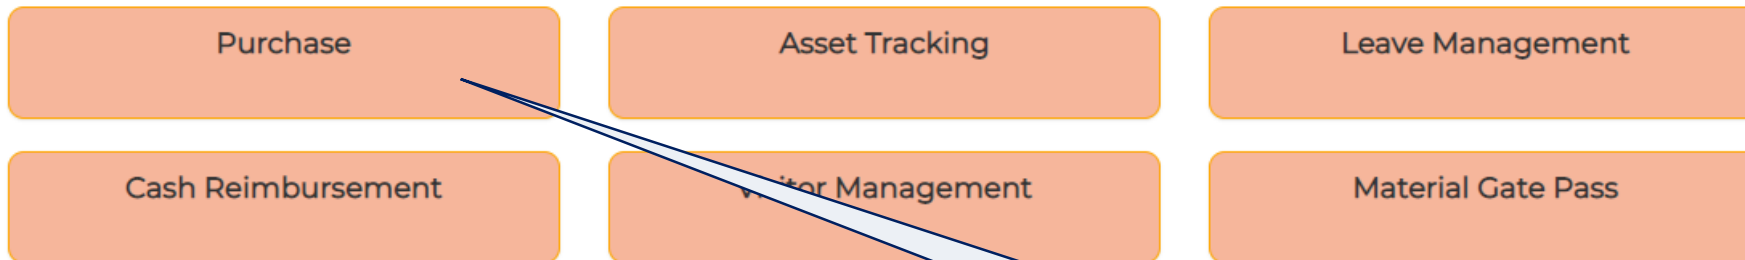 Purchase
Asset Tracking
Leave Management
Cash Reimbursement
Management
Material Gate Pass